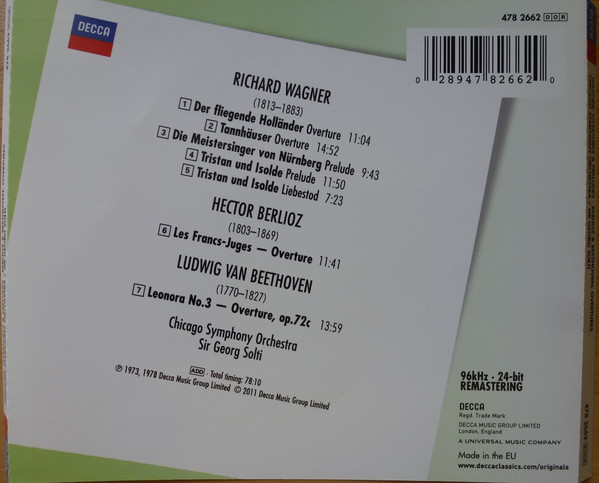 DECCA
478 2662 DDR
0 28947 82662 0
RICHARD WAGNER
(1813–1883)
1 Der fliegende Holländer Overture 11:04
2 Tannhäuser Overture 14:52
3 Die Meistersinger von Nürnberg Prelude 9:43
4 Tristan und Isolde Prelude 11:50
5 Tristan und Isolde Liebestod 7:23
HECTOR BERLIOZ
(1803–1869)
6 Les Francs-Juges — Overture 11:41
LUDWIG VAN BEETHOVEN
(1770–1827)
7 Leonora No.3 — Overture, op.72c 13:59
Chicago Symphony Orchestra
Sir Georg Solti
ADD · Total timing: 78:10
℗ 1973, 1978 Decca Music Group Limited © 2011 Decca Music Group Limited
96kHz · 24-bit
REMASTERING
DECCA
Regd. Trade Mark
DECCA MUSIC GROUP LIMITED
London, England
A UNIVERSAL MUSIC COMPANY
Made in the EU
www.deccaclassics.com/originals